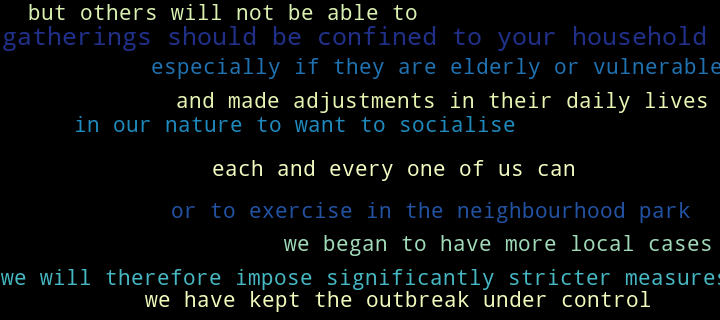 but others will not be able to
gatherings should be confined to your household
especially if they are elderly or vulnerable
and made adjustments in their daily lives
in our nature to want to socialise
each and every one of us can
or to exercise in the neighbourhood park
we began to have more local cases
we will therefore impose significantly stricter measures
we have kept the outbreak under control